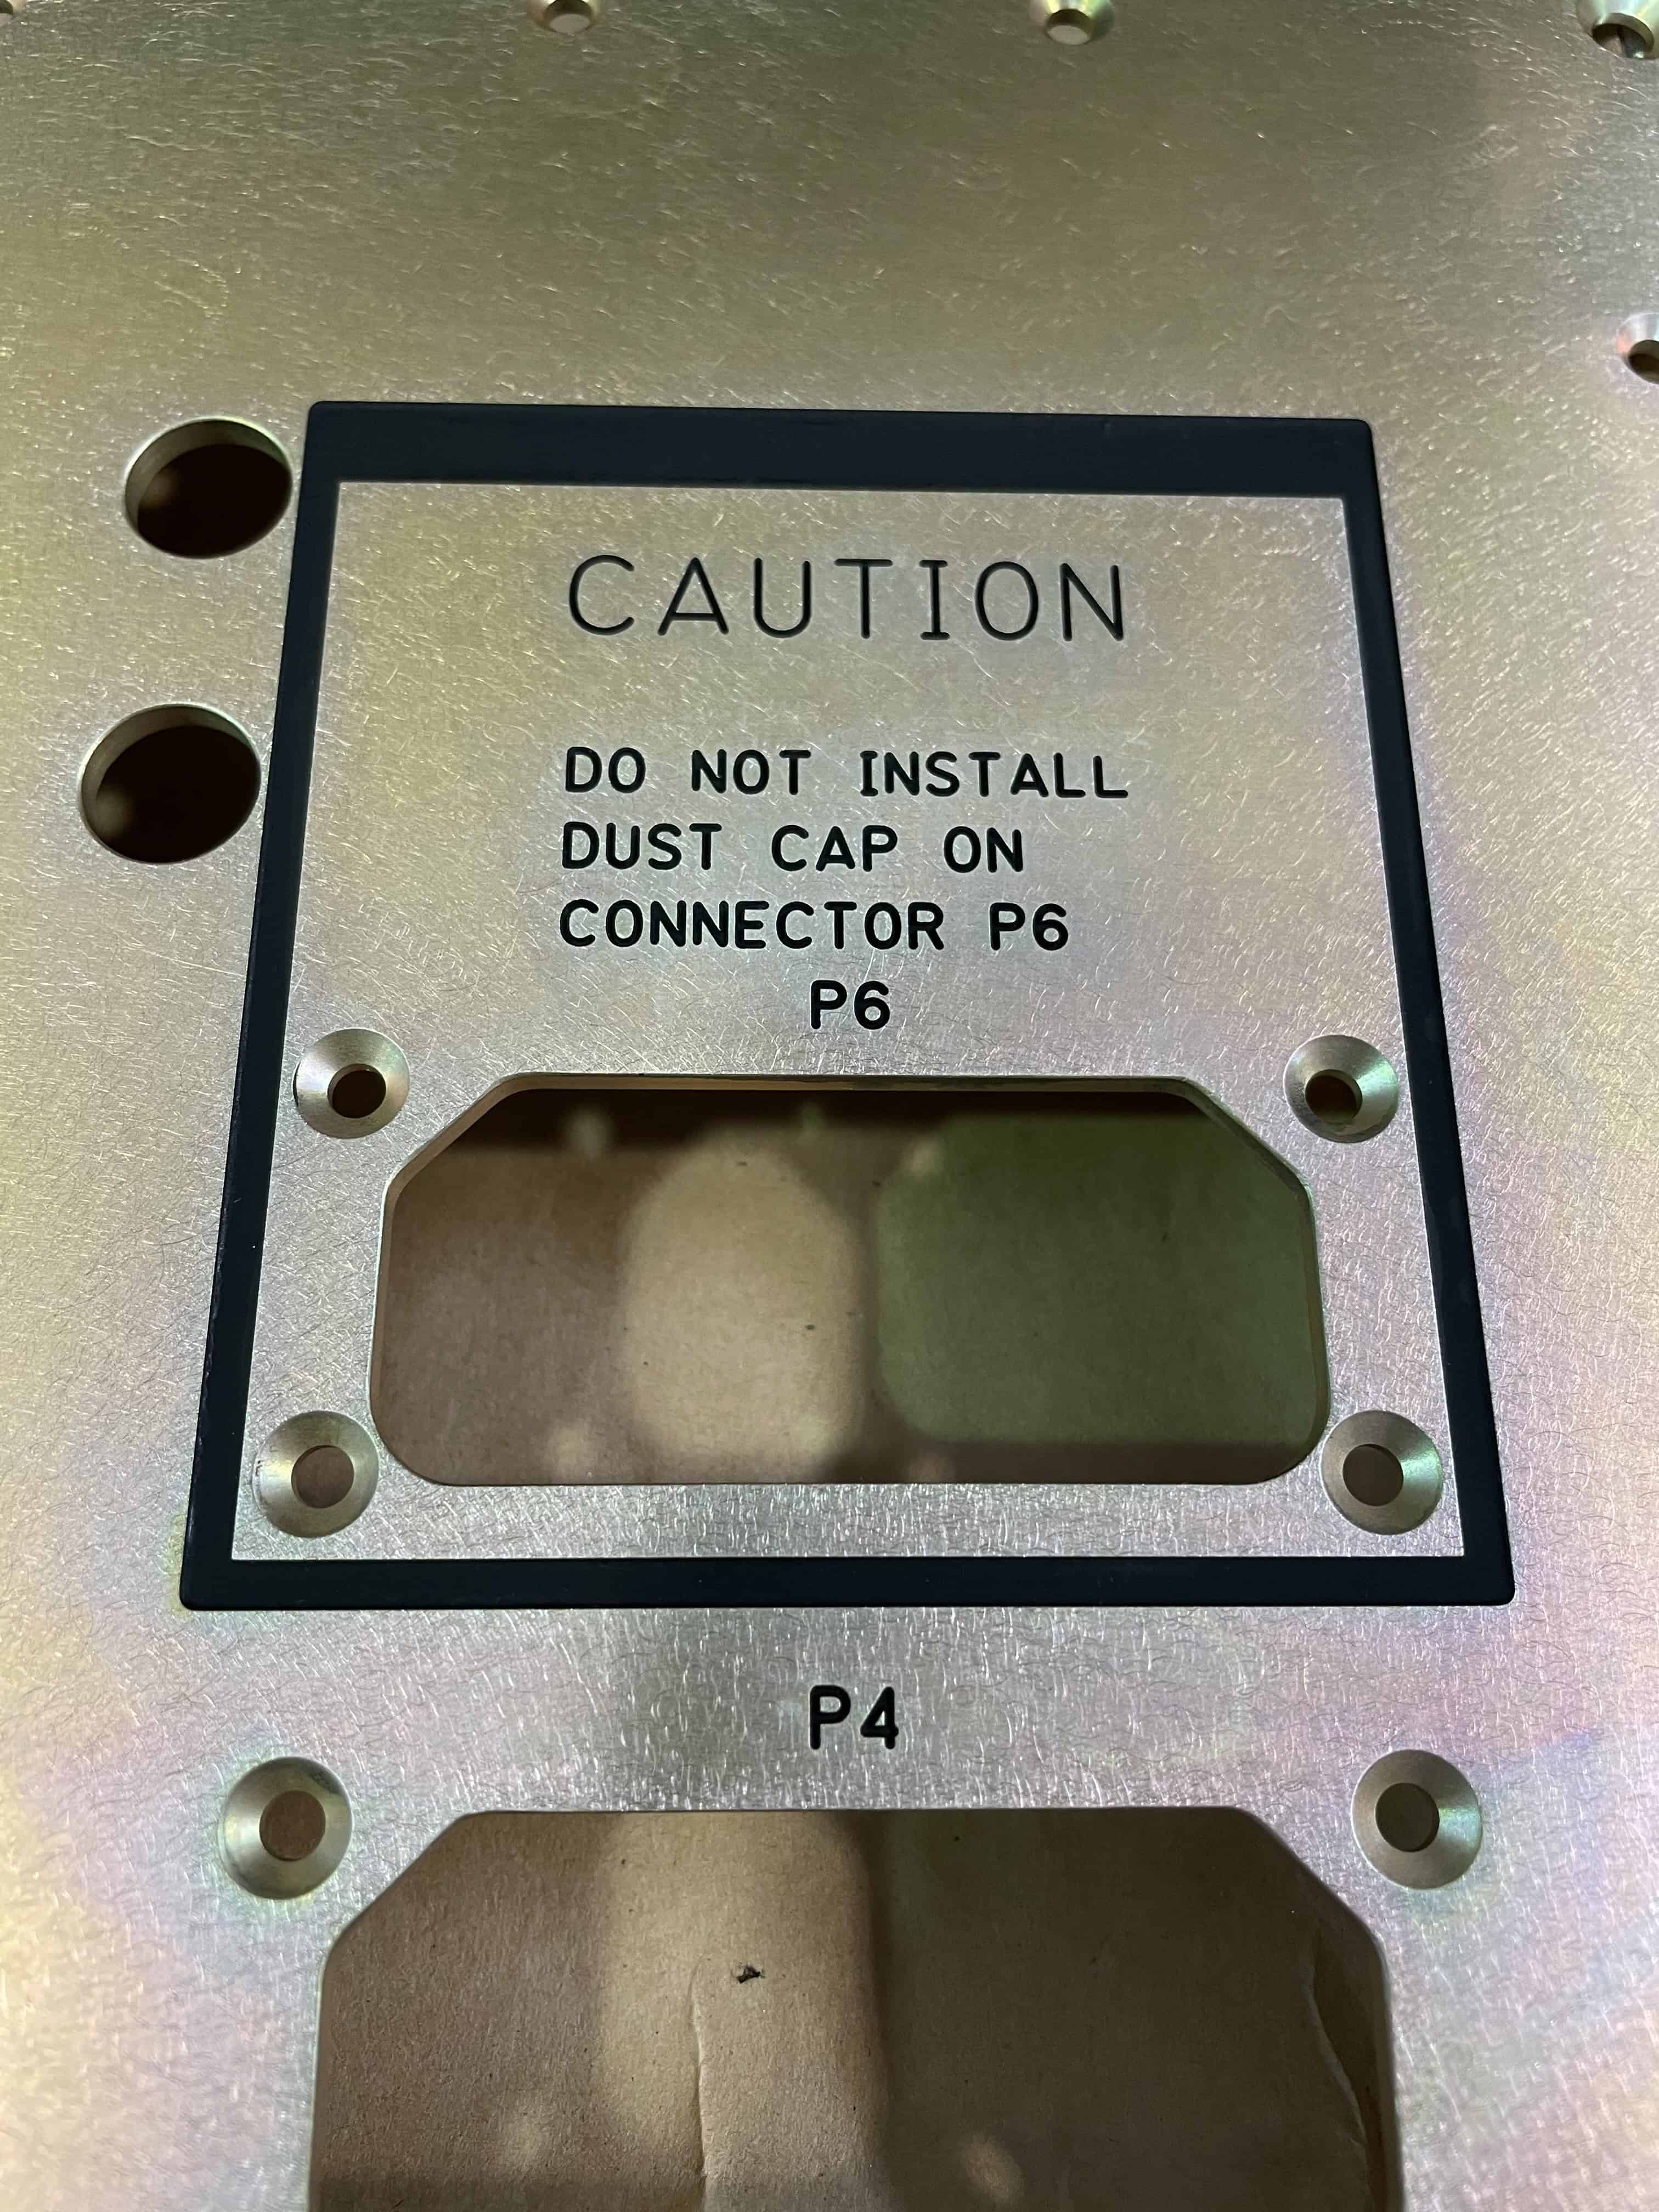 CAUTION
DO NOT INSTALL
DUST CAP ON
CONNECTOR P6
P6
P4